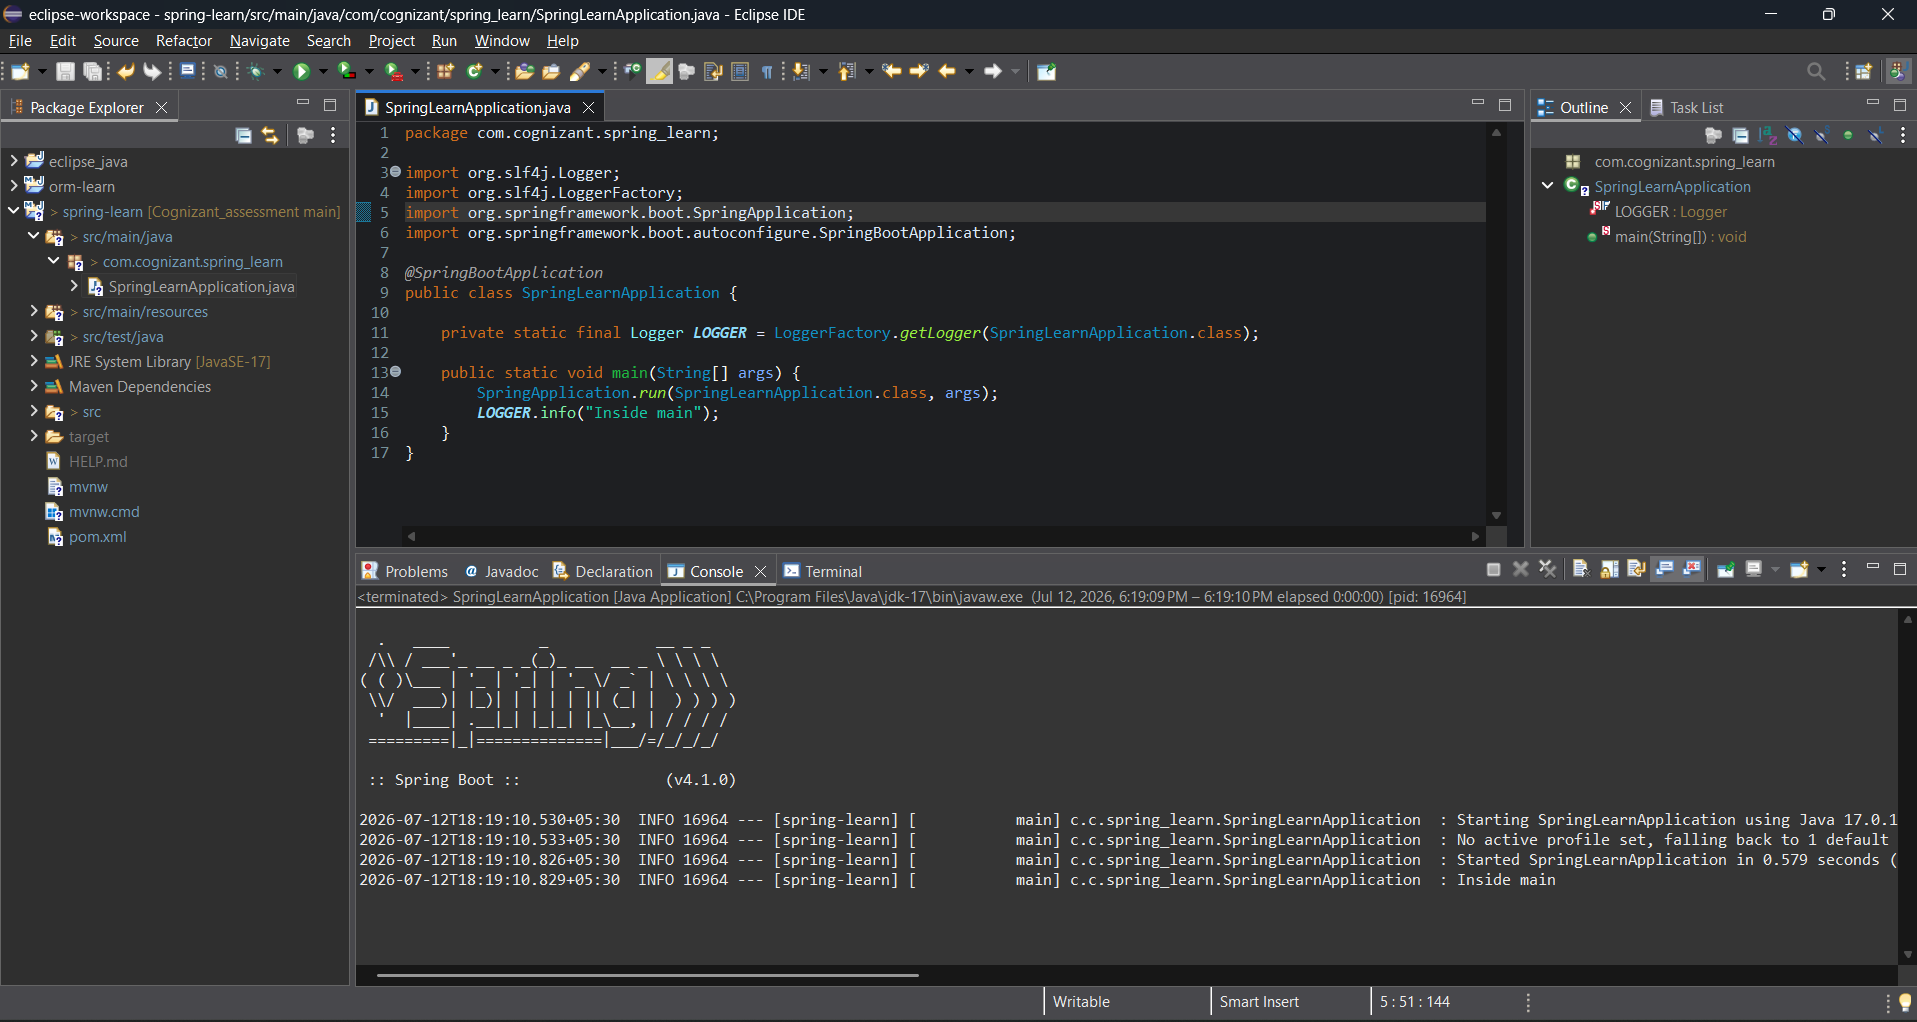 eclipse-workspace - spring-learn/src/main/java/com/cognizant/spring_learn/SpringLearnApplication.java - Eclipse IDE
File Edit Source Refactor Navigate Search Project Run Window Help
Package Explorer
eclipse_java
orm-learn
> spring-learn [Cognizant_assessment main]
> src/main/java
> com.cognizant.spring_learn
SpringLearnApplication.java
> src/main/resources
> src/test/java
JRE System Library [JavaSE-17]
Maven Dependencies
> src
target
HELP.md
mvnw
mvnw.cmd
pom.xml
SpringLearnApplication.java
1 package com.cognizant.spring_learn;
2
3 import org.slf4j.Logger;
4 import org.slf4j.LoggerFactory;
5 import org.springframework.boot.SpringApplication;
6 import org.springframework.boot.autoconfigure.SpringBootApplication;
7
8 @SpringBootApplication
9 public class SpringLearnApplication {
10
11 private static final Logger LOGGER = LoggerFactory.getLogger(SpringLearnApplication.class);
12
13 public static void main(String[] args) {
14 SpringApplication.run(SpringLearnApplication.class, args);
15 LOGGER.info("Inside main");
16 }
17 }
Outline Task List
com.cognizant.spring_learn
SpringLearnApplication
LOGGER : Logger
main(String[]) : void
Problems Javadoc Declaration Console Terminal
<terminated> SpringLearnApplication [Java Application] C:\Program Files\Java\jdk-17\bin\javaw.exe (Jul 12, 2026, 6:19:09 PM – 6:19:10 PM elapsed 0:00:00) [pid: 16964]
Spring
:: Spring Boot :: (v4.1.0)
2026-07-12T18:19:10.530+05:30 INFO 16964 --- [spring-learn] [ main] c.c.spring_learn.SpringLearnApplication : Starting SpringLearnApplication using Java 17.0.1
2026-07-12T18:19:10.533+05:30 INFO 16964 --- [spring-learn] [ main] c.c.spring_learn.SpringLearnApplication : No active profile set, falling back to 1 default
2026-07-12T18:19:10.826+05:30 INFO 16964 --- [spring-learn] [ main] c.c.spring_learn.SpringLearnApplication : Started SpringLearnApplication in 0.579 seconds (
2026-07-12T18:19:10.829+05:30 INFO 16964 --- [spring-learn] [ main] c.c.spring_learn.SpringLearnApplication : Inside main
Writable Smart Insert 5 : 51 : 144